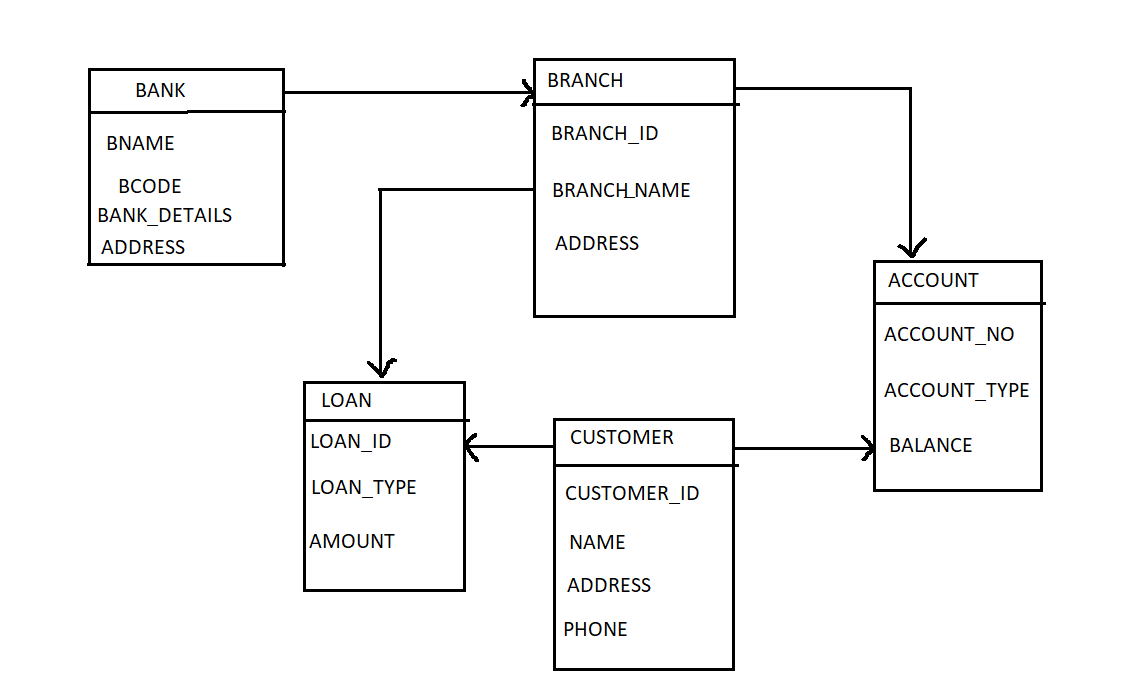 BANK
BNAME
BCODE
BANK_DETAILS
ADDRESS
BRANCH
BRANCH_ID
BRANCH_NAME
ADDRESS
ACCOUNT
ACCOUNT_NO
ACCOUNT_TYPE
BALANCE
LOAN
LOAN_ID
LOAN_TYPE
AMOUNT
CUSTOMER
CUSTOMER_ID
NAME
ADDRESS
PHONE